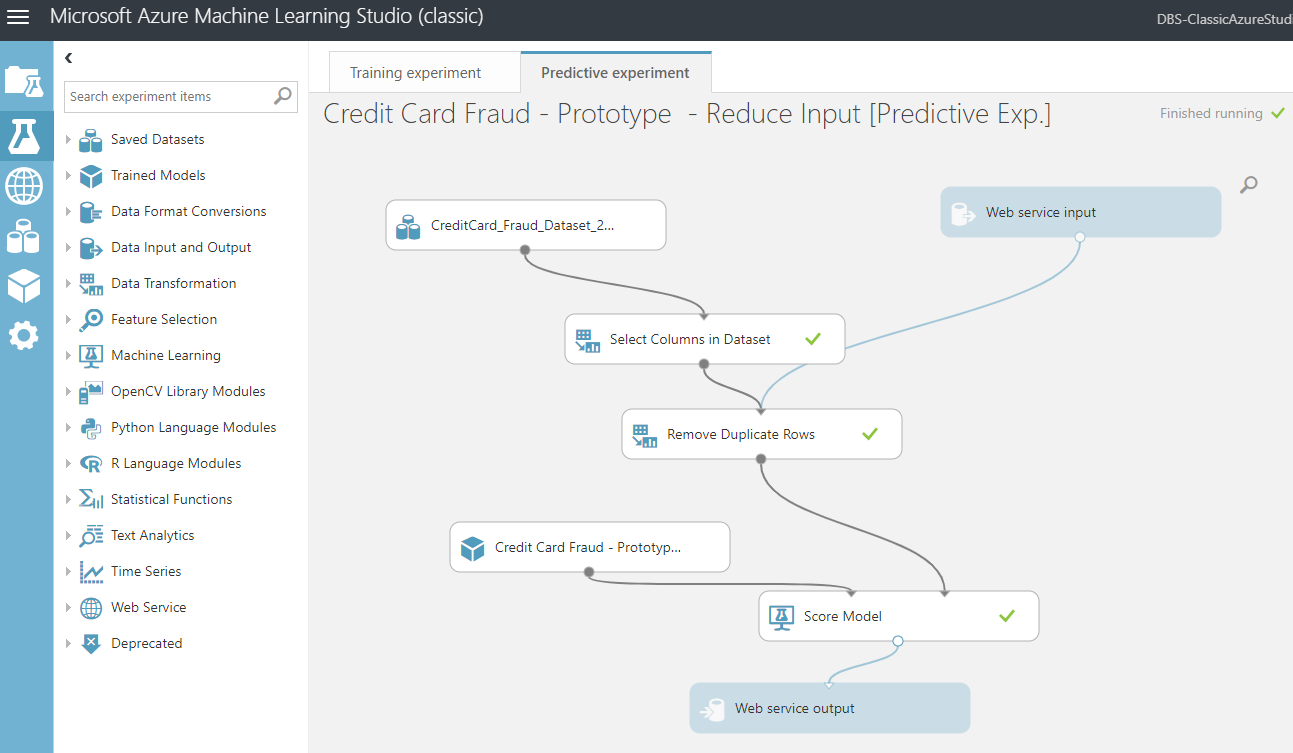 Microsoft Azure Machine Learning Studio (classic)
DBS-ClassicAzureStudi
Search experiment items
Saved Datasets
Trained Models
Data Format Conversions
Data Input and Output
Data Transformation
Feature Selection
Machine Learning
OpenCV Library Modules
Python Language Modules
R Language Modules
Statistical Functions
Text Analytics
Time Series
Web Service
Deprecated
Training experiment
Predictive experiment
Credit Card Fraud - Prototype - Reduce Input [Predictive Exp.]
Finished running
CreditCard_Fraud_Dataset_2...
Web service input
Select Columns in Dataset
Remove Duplicate Rows
Credit Card Fraud - Prototyp...
Score Model
Web service output